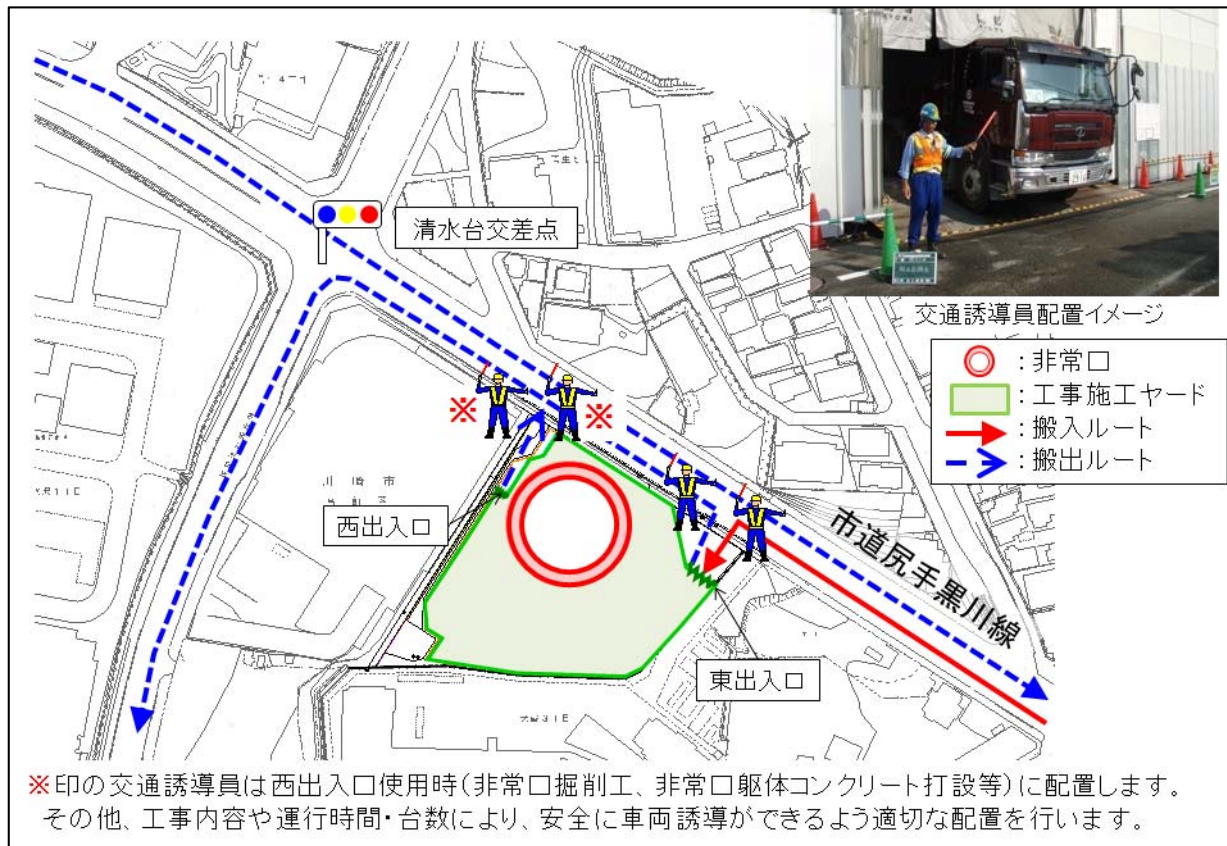 清水台交差点
交通誘導員配置イメージ
：非常口
：工事施工ヤード
：搬入ルート
：搬出ルート
※
※
川崎市
西出入口
市道尻手黒川線
東出入口
※印の交通誘導員は西出入口使用時（非常口掘削工、非常口躯体コンクリート打設等）に配置します。
その他、工事内容や運行時間・台数により、安全に車両誘導ができるよう適切な配置を行います。